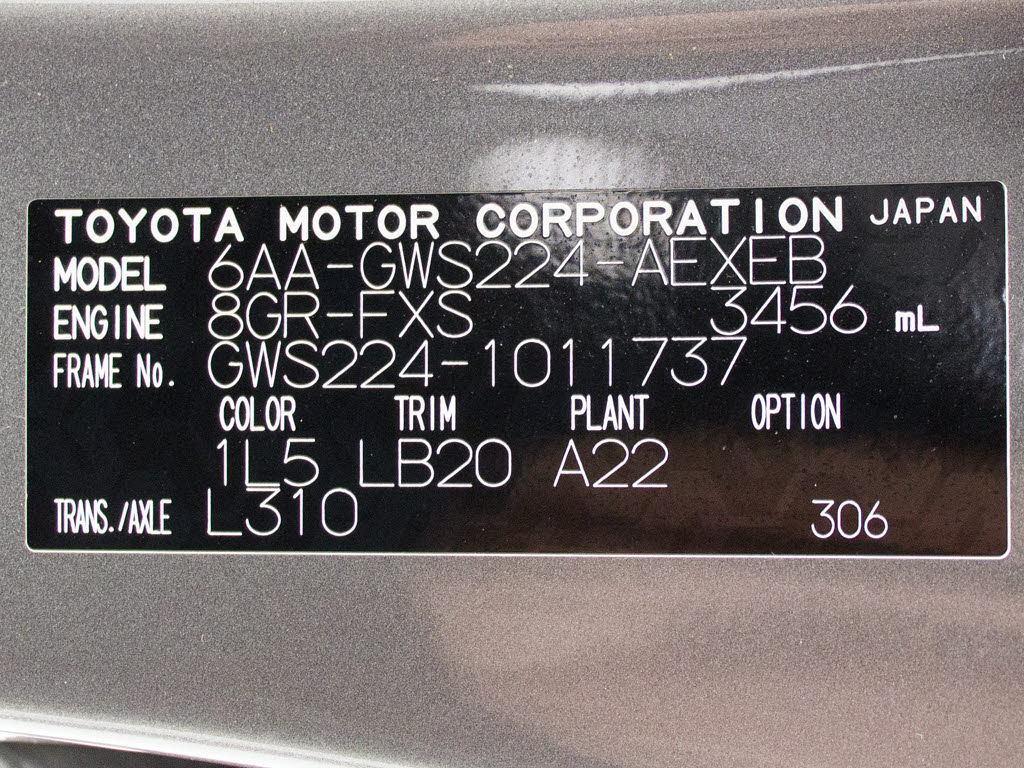 TOYOTA MOTOR CORPORATION JAPAN
MODEL 6AA-GWS224-AEXEB
ENGINE 8GR-FXS 3456 mL
FRAME No. GWS224-1011737
COLOR TRIM PLANT OPTION
1L5 LB20 A22
TRANS./AXLE L310 306